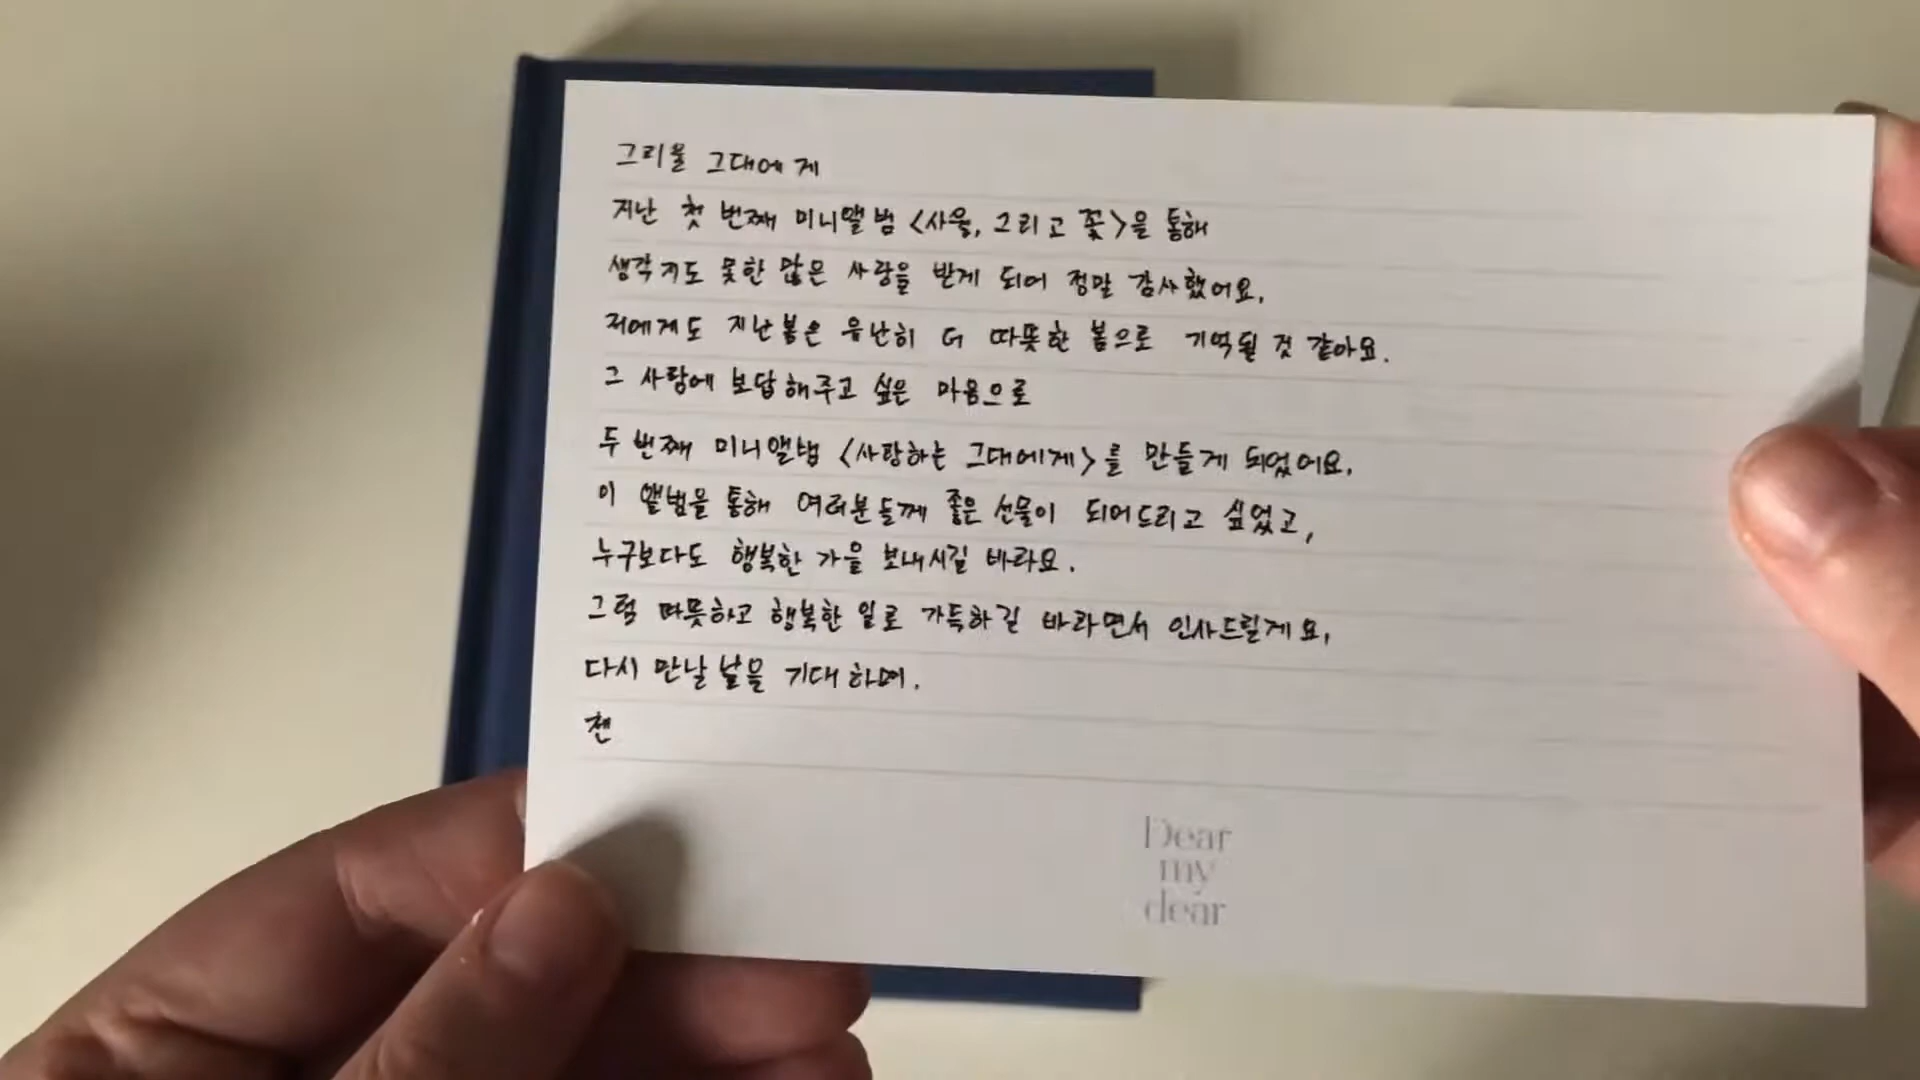 그리울 그대에게
지난 첫 번째 미니앨범 <사월, 그리고 꽃>을 통해
생각지도 못한 많은 사랑을 받게 되어 정말 감사했어요.
저에게도 지난봄은 유난히 더 따뜻한 봄으로 기억될 것 같아요.
그 사랑에 보답해주고 싶은 마음으로
두 번째 미니앨범 <사랑하는 그대에게>를 만들게 되었어요.
이 앨범을 통해 여러분들께 좋은 선물이 되어드리고 싶었고,
누구보다도 행복한 가을 보내시길 바라요.
그럼 따뜻하고 행복한 일로 가득하길 바라면서 인사드릴게요,
다시 만날 날을 기대하며.
첸
Dear
my
dear